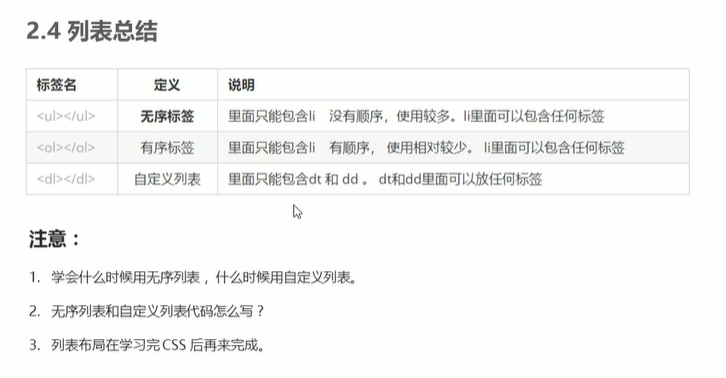 2.4 列表总结
标签名 定义 说明
<ul></ul> 无序标签 里面只能包含li 没有顺序，使用较多。li里面可以包含任何标签
<ol></ol> 有序标签 里面只能包含li 有顺序， 使用相对较少。 li里面可以包含任何标签
<dl></dl> 自定义列表 里面只能包含dt 和 dd 。 dt和dd里面可以放任何标签
注意：
1. 学会什么时候用无序列表 ，什么时候用自定义列表。
2. 无序列表和自定义列表代码怎么写？
3. 列表布局在学习完 CSS 后再来完成。